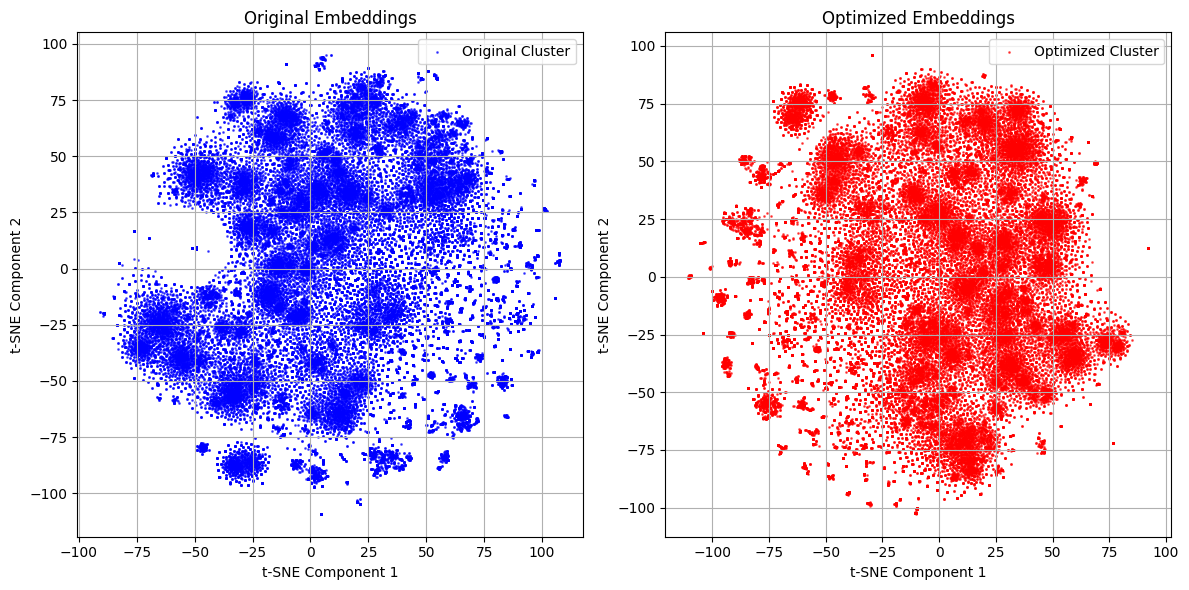 Original Embeddings
Original Cluster
100
75
50
25
0
−25
−50
−75
−100
t-SNE Component 2
−100 −75 −50 −25 0 25 50 75 100
t-SNE Component 1
Optimized Embeddings
Optimized Cluster
100
75
50
25
0
−25
−50
−75
−100
t-SNE Component 2
−100 −75 −50 −25 0 25 50 75 100
t-SNE Component 1